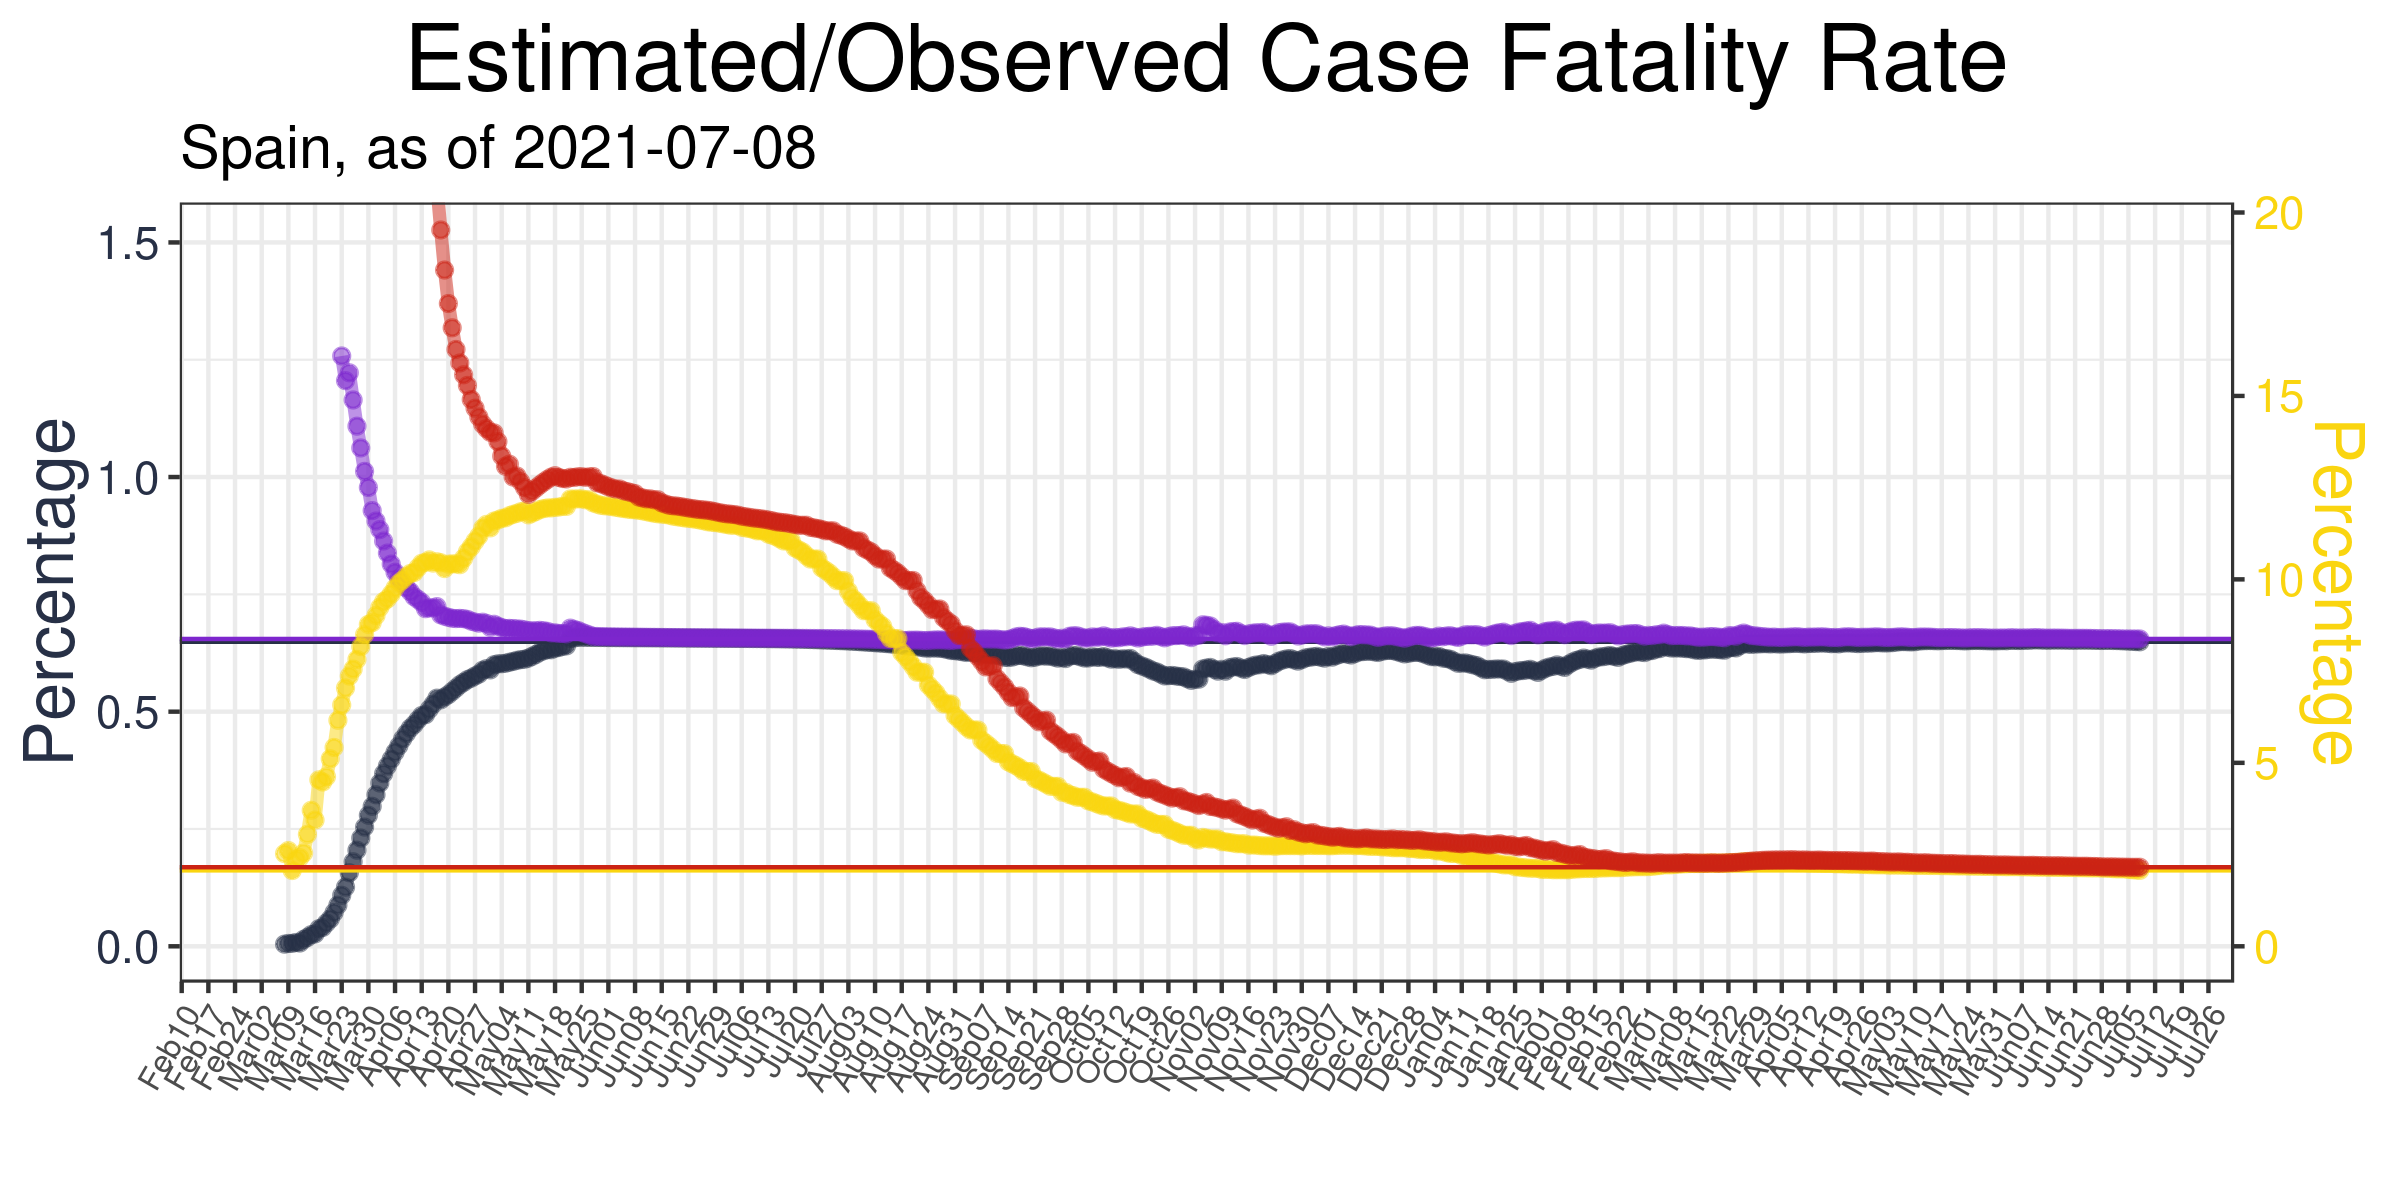 Estimated/Observed Case Fatality Rate
Spain, as of 2021-07-08
Percentage
1.5
1.0
0.5
0.0
20
15
10
5
0
Percentage
Feb10
Feb17
Feb24
Mar02
Mar09
Mar16
Mar23
Mar30
Apr06
Apr13
Apr20
Apr27
May04
May11
May18
May25
Jun01
Jun08
Jun15
Jun22
Jun29
Jul06
Jul13
Jul20
Jul27
Aug03
Aug10
Aug17
Aug24
Aug31
Sep07
Sep14
Sep21
Sep28
Oct05
Oct12
Oct19
Oct26
Nov02
Nov09
Nov16
Nov23
Nov30
Dec07
Dec14
Dec21
Dec28
Jan04
Jan11
Jan18
Jan25
Feb01
Feb08
Feb15
Feb22
Mar01
Mar08
Mar15
Mar22
Mar29
Apr05
Apr12
Apr19
Apr26
May03
May10
May17
May24
May31
Jun07
Jun14
Jun21
Jun28
Jul05
Jul12
Jul19
Jul26